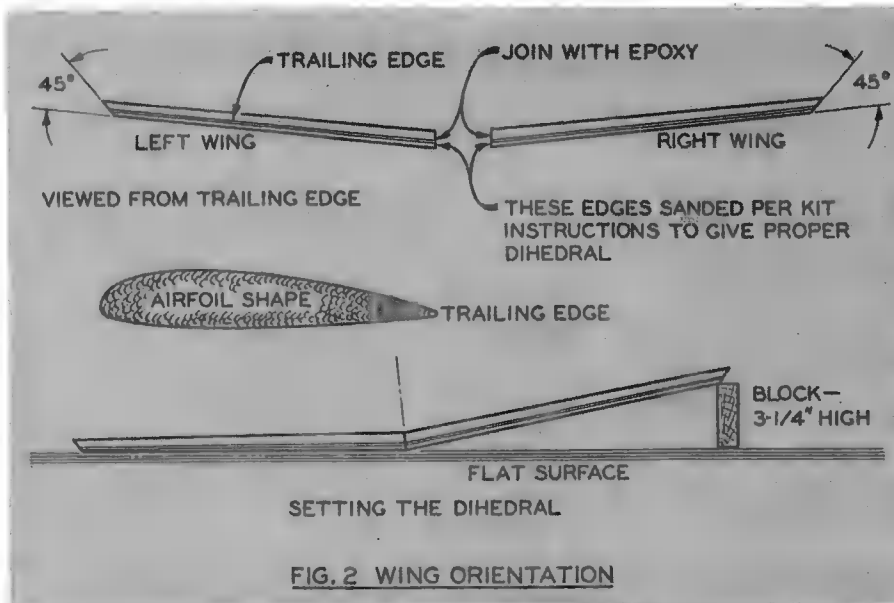 45°
TRAILING EDGE
JOIN WITH EPOXY
45°
LEFT WING
RIGHT WING
VIEWED FROM TRAILING EDGE
THESE EDGES SANDED PER KIT
INSTRUCTIONS TO GIVE PROPER
DIHEDRAL
AIRFOIL SHAPE
TRAILING EDGE
BLOCK—
3-1/4" HIGH
FLAT SURFACE
SETTING THE DIHEDRAL
FIG. 2 WING ORIENTATION